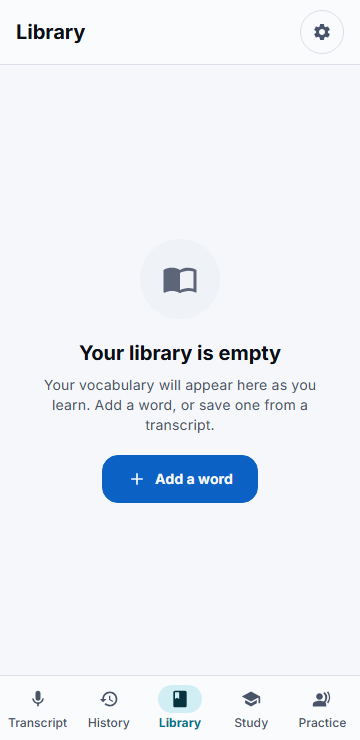 Library
Your library is empty
Your vocabulary will appear here as you
learn. Add a word, or save one from a
transcript.
Add a word
Transcript
History
Library
Study
Practice